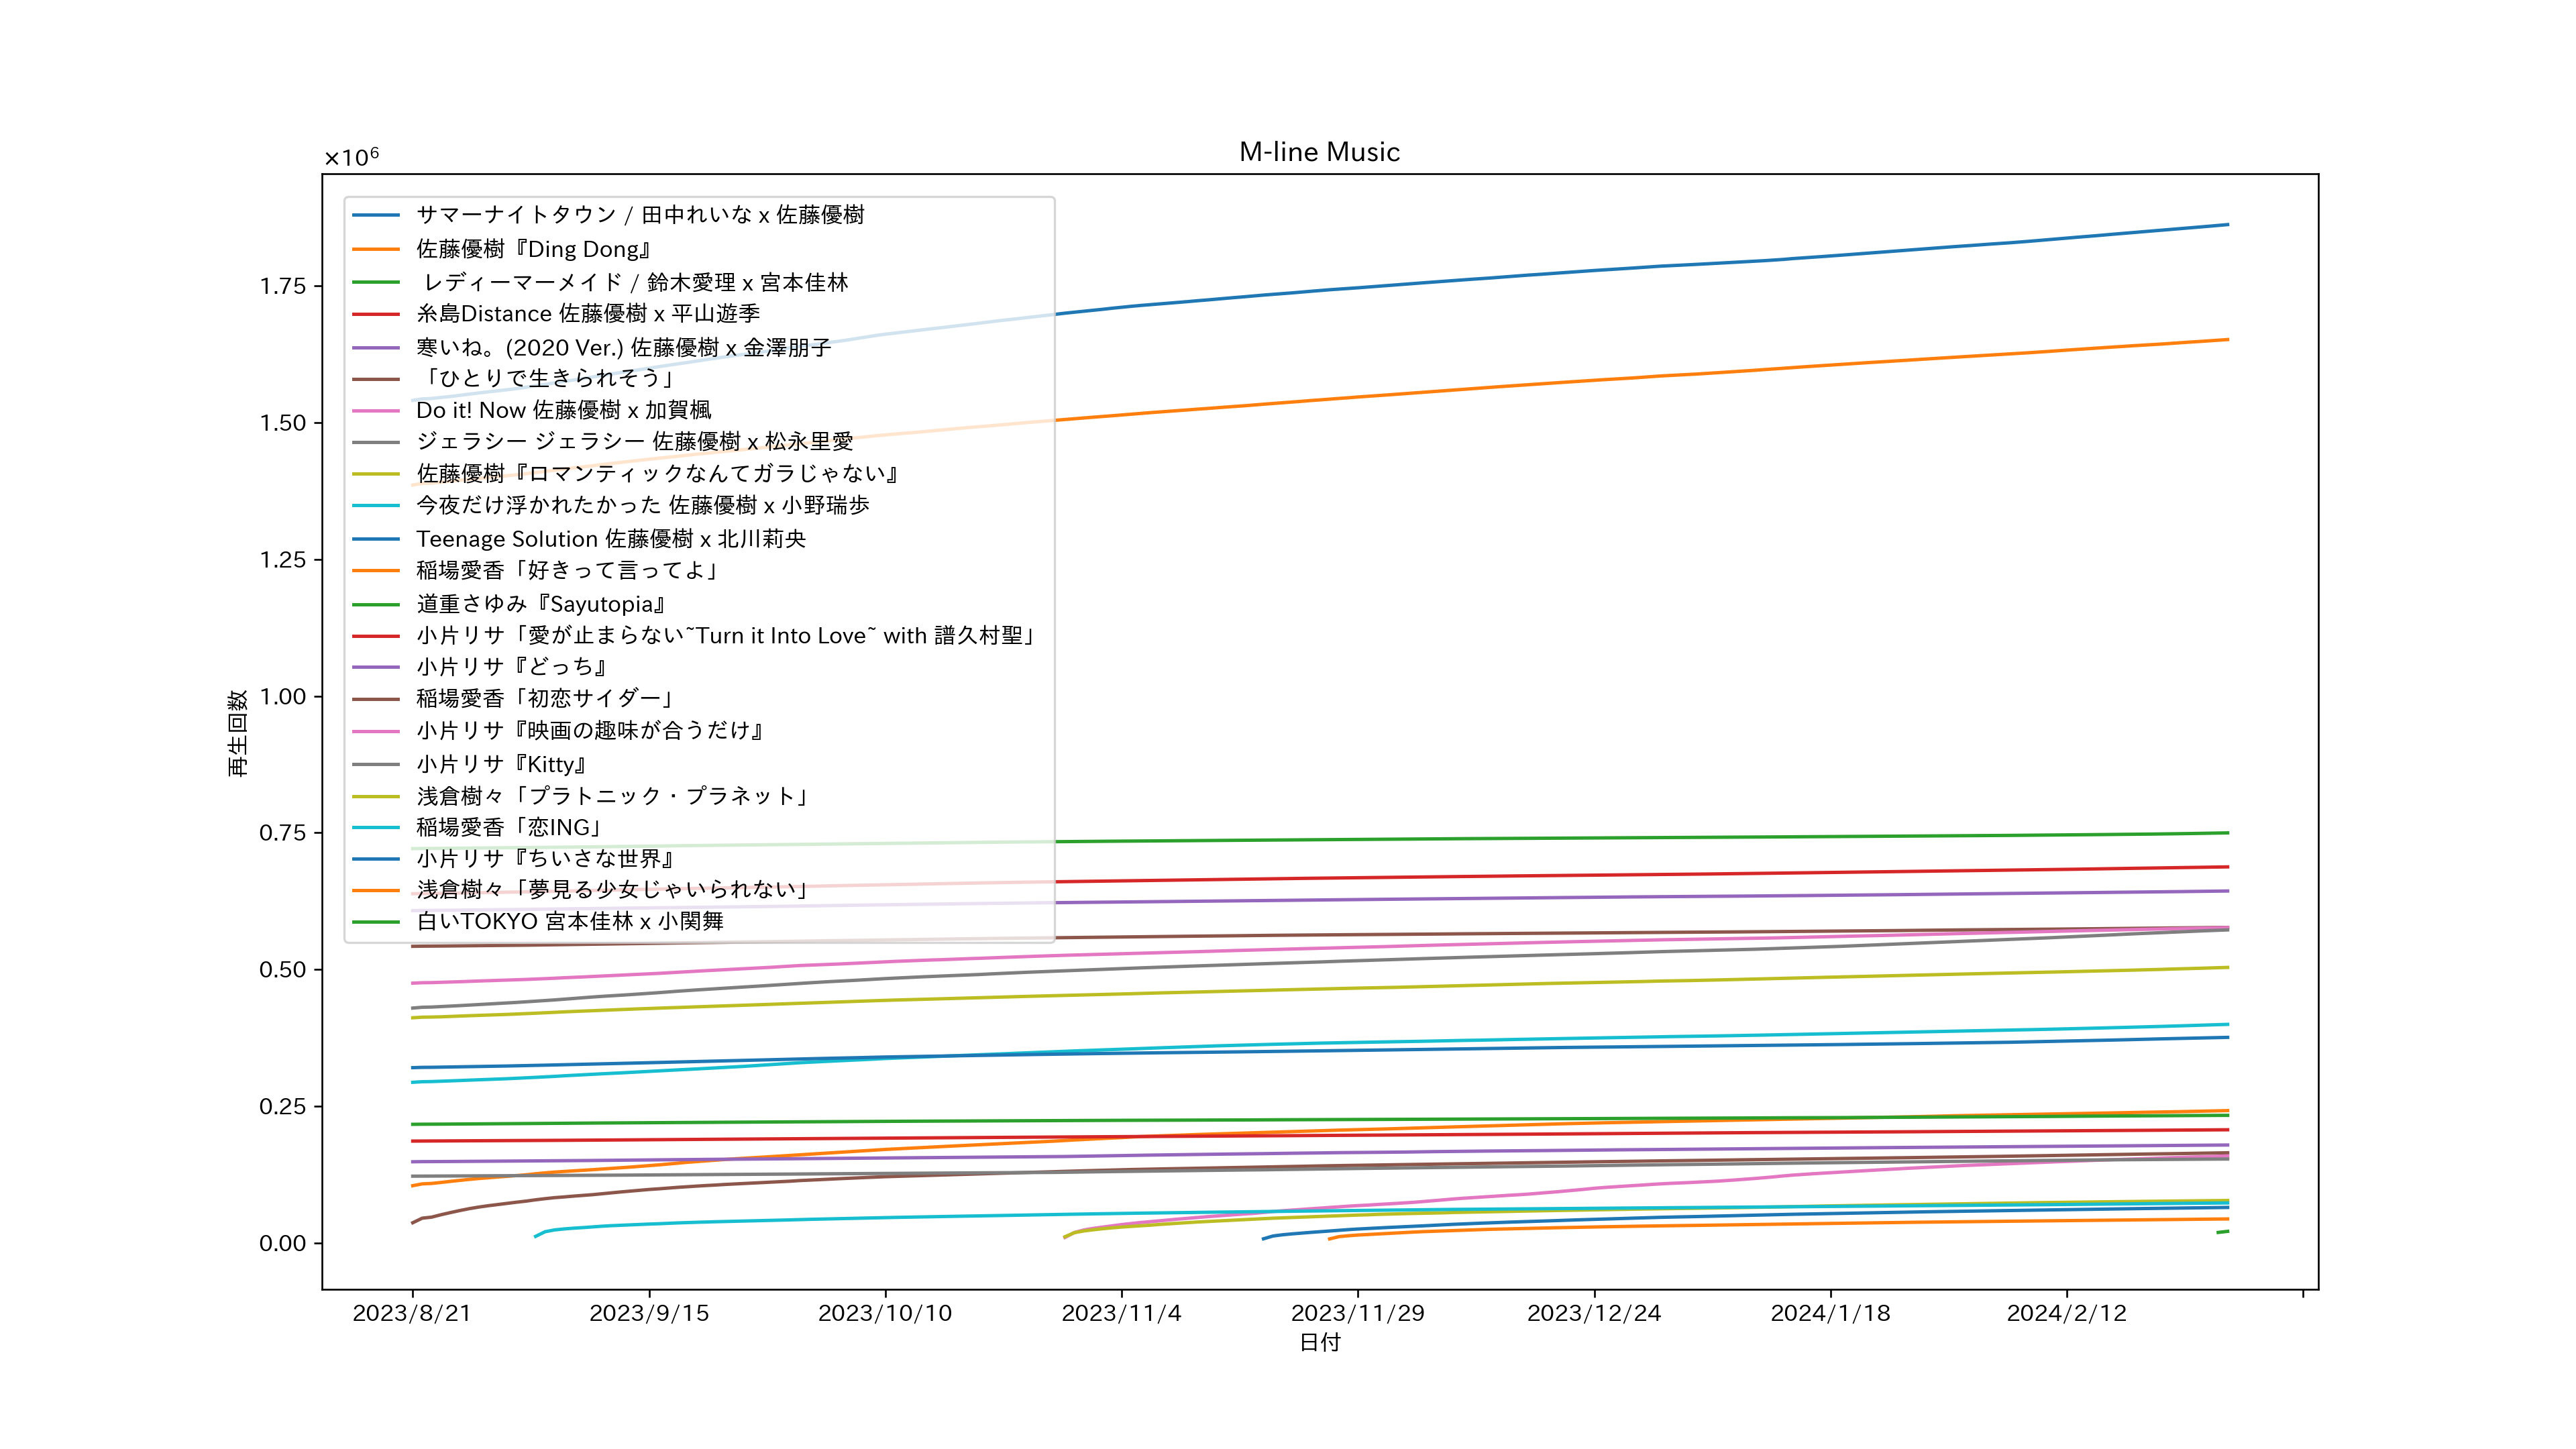 M-line Music
×10⁶
サマーナイトタウン / 田中れいな x 佐藤優樹
佐藤優樹『Ding Dong』
レディーマーメイド / 鈴木愛理 x 宮本佳林
糸島Distance 佐藤優樹 x 平山遊季
寒いね。(2020 Ver.) 佐藤優樹 x 金澤朋子
「ひとりで生きられそう」
Do it! Now 佐藤優樹 x 加賀楓
ジェラシー ジェラシー 佐藤優樹 x 松永里愛
佐藤優樹『ロマンティックなんてガラじゃない』
今夜だけ浮かれたかった 佐藤優樹 x 小野瑞歩
Teenage Solution 佐藤優樹 x 北川莉央
稲場愛香「好きって言ってよ」
道重さゆみ『Sayutopia』
小片リサ「愛が止まらない~Turn it Into Love~ with 譜久村聖」
小片リサ『どっち』
稲場愛香「初恋サイダー」
小片リサ『映画の趣味が合うだけ』
小片リサ『Kitty』
浅倉樹々「プラトニック・プラネット」
稲場愛香「恋ING」
小片リサ『ちいさな世界』
浅倉樹々「夢見る少女じゃいられない」
白いTOKYO 宮本佳林 x 小関舞
1.75
1.50
1.25
1.00
0.75
0.50
0.25
0.00
再生回数
2023/8/21 2023/9/15 2023/10/10 2023/11/4 2023/11/29 2023/12/24 2024/1/18 2024/2/12
日付